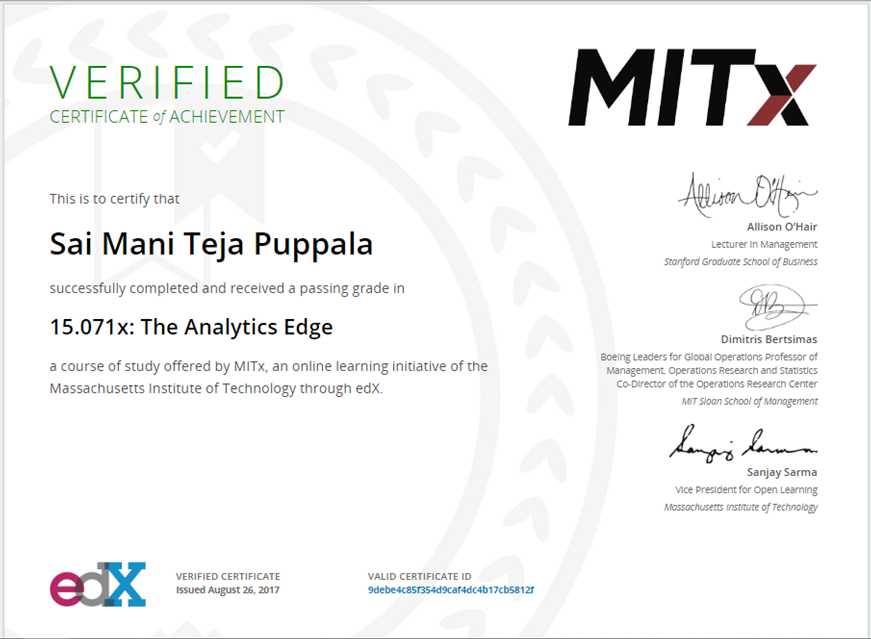 VERIFIED
CERTIFICATE of ACHIEVEMENT
MITx
This is to certify that
Sai Mani Teja Puppala
successfully completed and received a passing grade in
15.071x: The Analytics Edge
a course of study offered by MITx, an online learning initiative of the
Massachusetts Institute of Technology through edX.
Allison O'Hair
Allison O'Hair
Lecturer in Management
Stanford Graduate School of Business
Dimitris Bertsimas
Boeing Leaders for Global Operations Professor of
Management, Operations Research and Statistics
Co-Director of the Operations Research Center
MIT Sloan School of Management
Sanjay Sarma
Sanjay Sarma
Vice President for Open Learning
Massachusetts Institute of Technology
edX
VERIFIED CERTIFICATE
Issued August 26, 2017
VALID CERTIFICATE ID
9debe4c85f354d9caf4dc4b17cb5812f